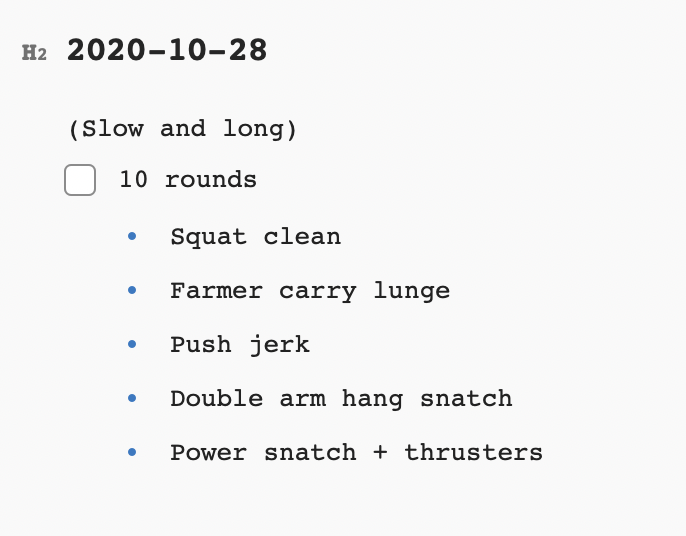 H2 2020-10-28
(Slow and long)
10 rounds
• Squat clean
• Farmer carry lunge
• Push jerk
• Double arm hang snatch
• Power snatch + thrusters